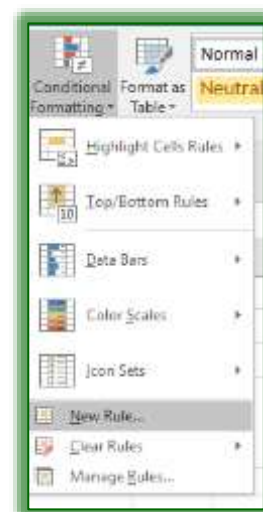 Normal
Conditional Formatting
Format as Table
Neutral
Highlight Cells Rules
10
Top/Bottom Rules
Data Bars
Color Scales
Icon Sets
New Rule...
Clear Rules
Manage Rules...